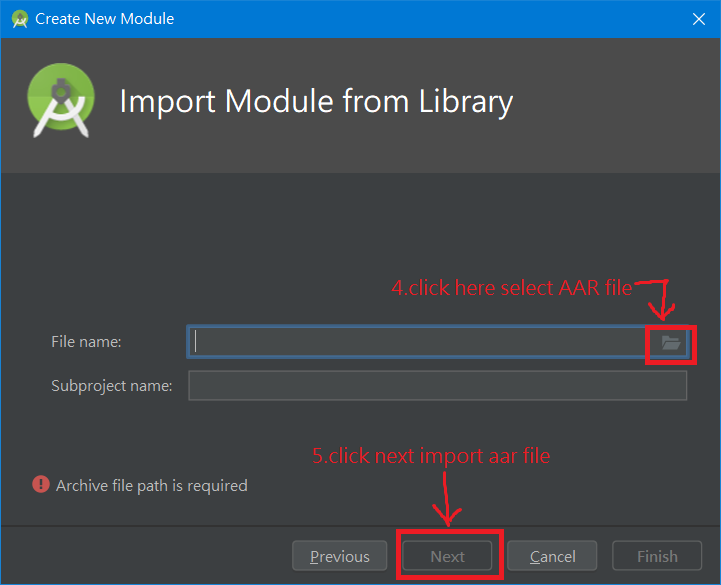 Create New Module
Import Module from Library
4.click here select AAR file
File name:
Subproject name:
5.click next import aar file
Archive file path is required
Previous
Next
Cancel
Finish